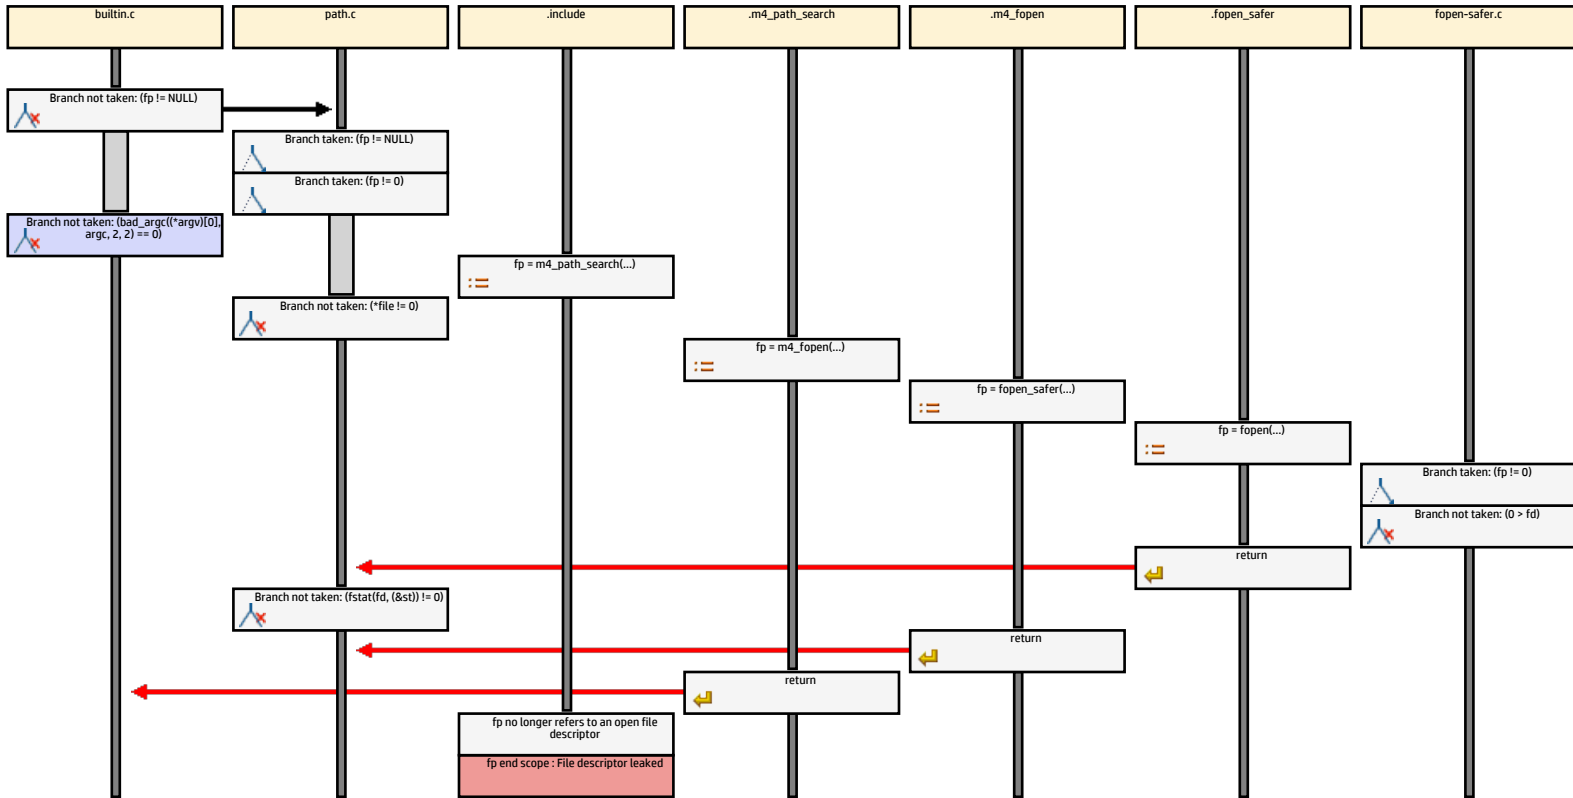 builtin.c
path.c
.include
.m4_path_search
.m4_fopen
.fopen_safer
fopen-safer.c
Branch not taken: (fp != NULL)
Branch taken: (fp != NULL)
Branch taken: (fp != 0)
Branch not taken: (bad_argc((*argv)[0],
argc, 2, 2) == 0)
fp = m4_path_search(...)
:=
Branch not taken: (*file != 0)
fp = m4_fopen(...)
:=
fp = fopen_safer(...)
:=
fp = fopen(...)
:=
Branch taken: (fp != 0)
Branch not taken: (0 > fd)
return
Branch not taken: (fstat(fd, (&st)) != 0)
return
return
fp no longer refers to an open file
descriptor
fp end scope : File descriptor leaked